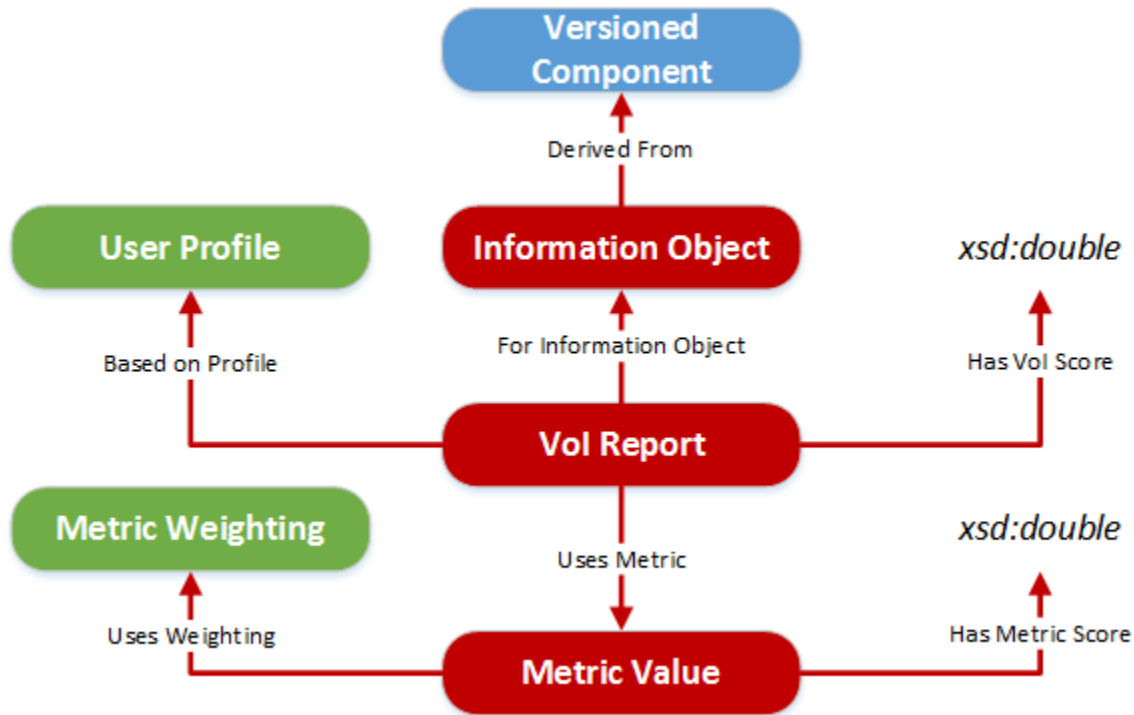 Versioned
Component
Derived From
User Profile
Information Object
xsd:double
Based on Profile
For Information Object
Has VoI Score
VoI Report
Metric Weighting
xsd:double
Uses Metric
Uses Weighting
Has Metric Score
Metric Value